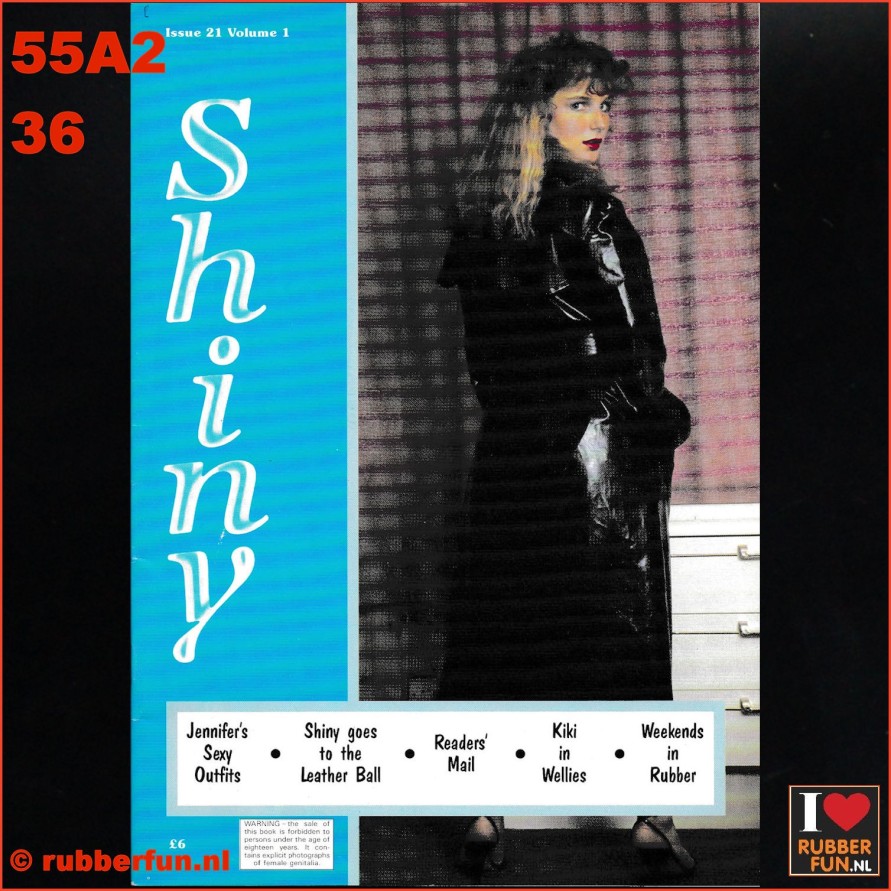 55A2
36
Issue 21 Volume 1
Shiny
Jennifer's
Sexy
Outfits
•
Shiny goes
to the
Leather Ball
•
Readers'
Mail
•
Kiki
in
Wellies
•
Weekends
in
Rubber
£6
WARNING – the sale of
this book is forbidden to
persons under the age of
eighteen years. It con-
tains explicit photographs
of female genitalia.
© rubberfun.nl
I ♥
RUBBER
FUN.NL